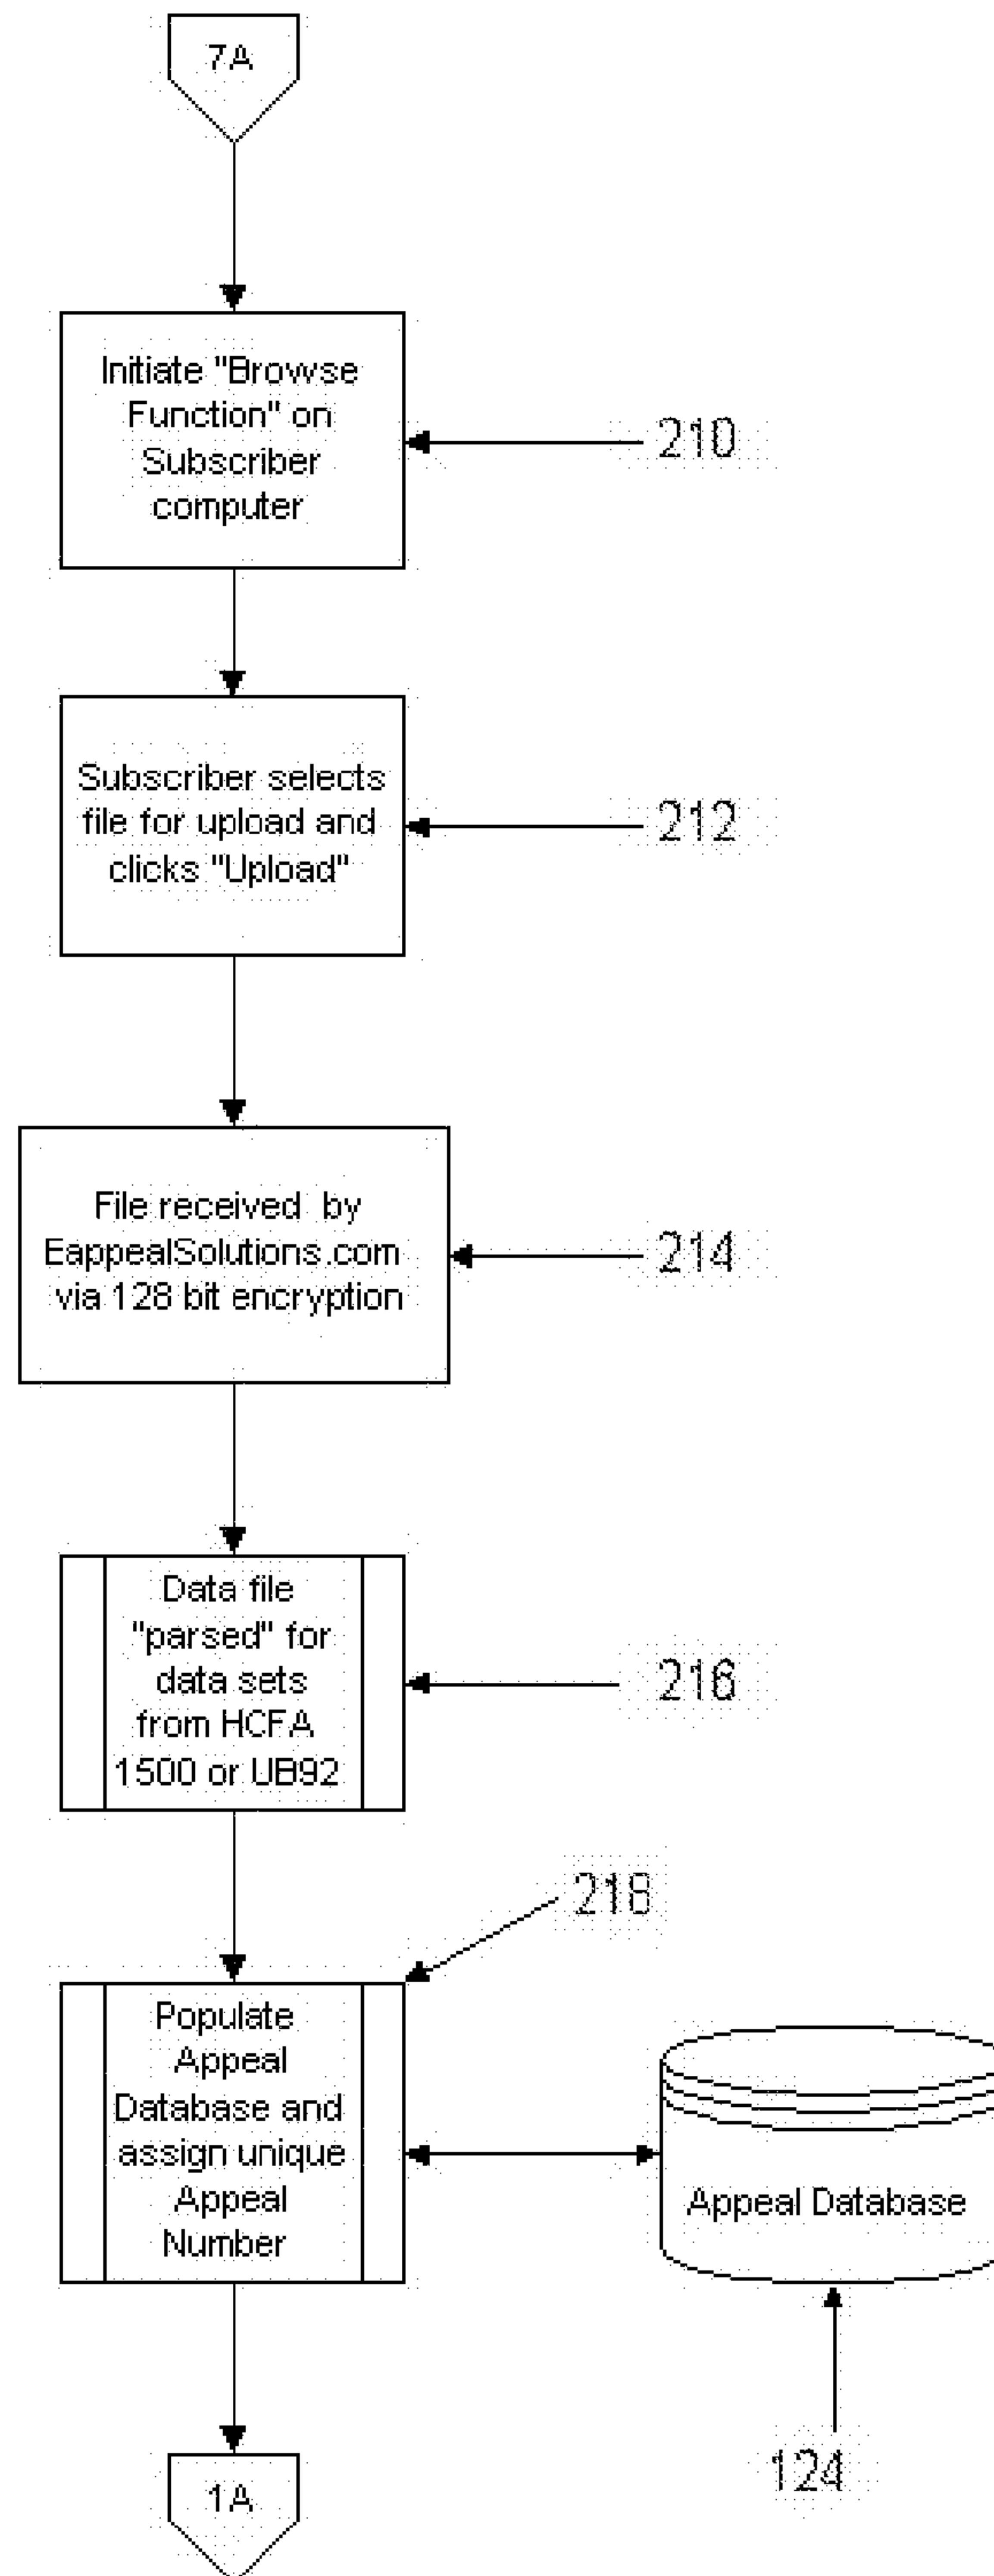 7A
Initiate "Browse
Function" on
Subscriber
computer
210
Subscriber selects
file for upload and
clicks "Upload"
212
File received by
EappealSolutions.com
via 128 bit encryption
214
Data file
"parsed" for
data sets
from HCFA
1500 or UB92
216
218
Populate
Appeal
Database and
assign unique
Appeal
Number
Appeal Database
124
1A